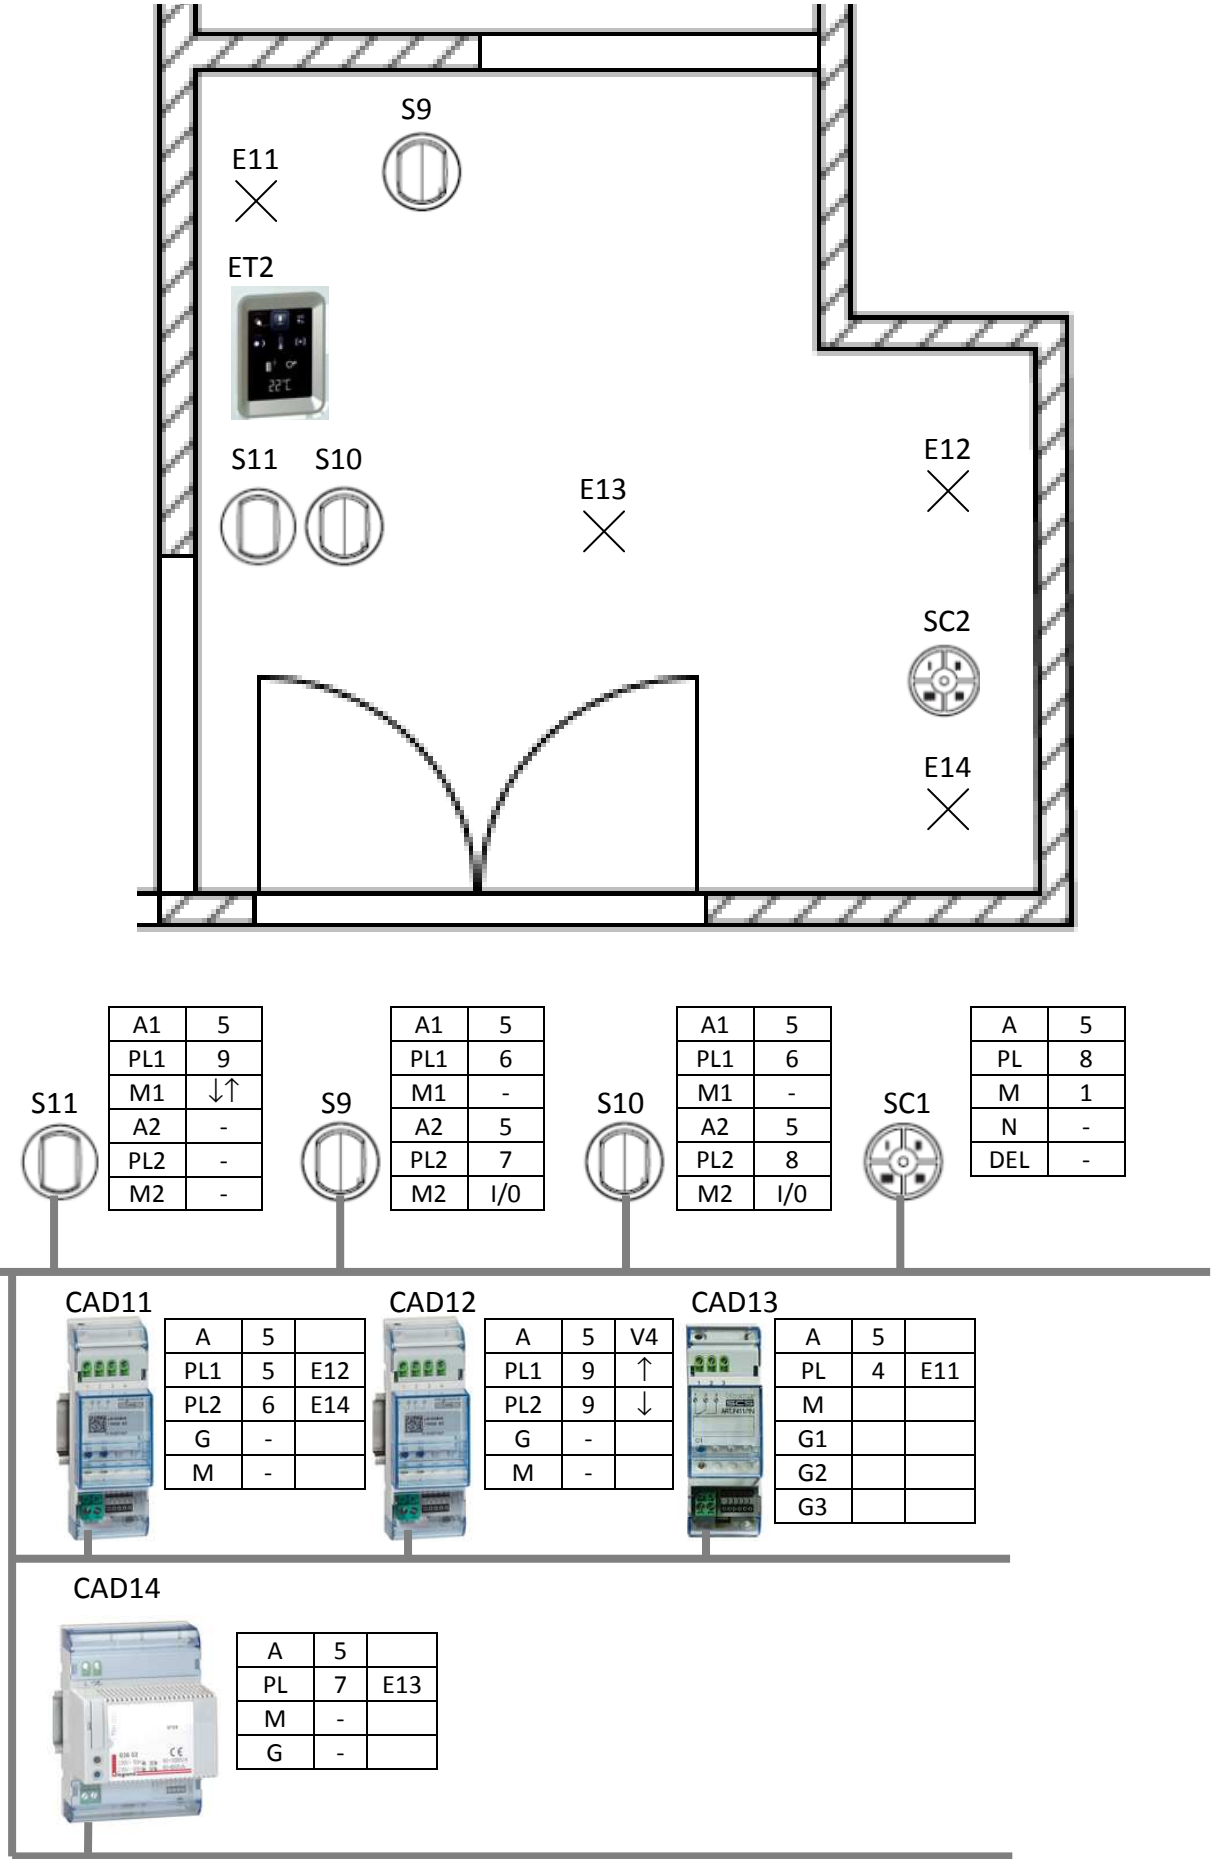 S9
E11
ET2
22°C
S11 S10
E13
E12
SC2
E14
S11
A1 5
PL1 9
M1 ↓↑
A2 -
PL2 -
M2 -
S9
A1 5
PL1 6
M1 -
A2 5
PL2 7
M2 I/0
S10
A1 5
PL1 6
M1 -
A2 5
PL2 8
M2 I/0
SC1
A 5
PL 8
M 1
N -
DEL -
CAD11
A 5
PL1 5 E12
PL2 6 E14
G -
M -
CAD12
A 5 V4
PL1 9 ↑
PL2 9 ↓
G -
M -
CAD13
SCS
A 5
PL 4 E11
M
G1
G2
G3
CAD14
CE
A 5
PL 7 E13
M -
G -